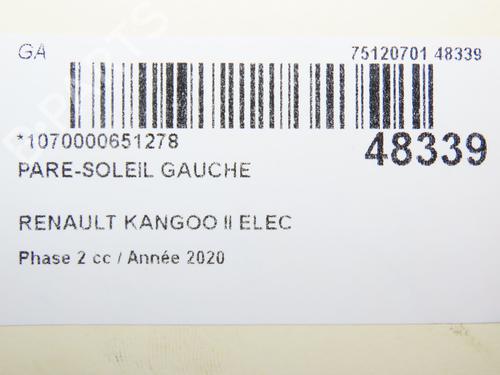 GA 75120701 48339
*1070000651278 48339
PARE-SOLEIL GAUCHE
RENAULT KANGOO II ELEC
Phase 2 cc / Année 2020